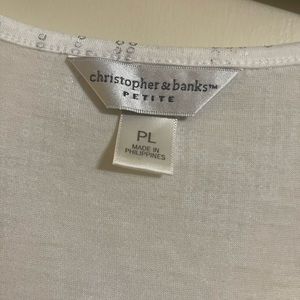 christopher & banks™
PETITE
PL
MADE IN
PHILIPPINES